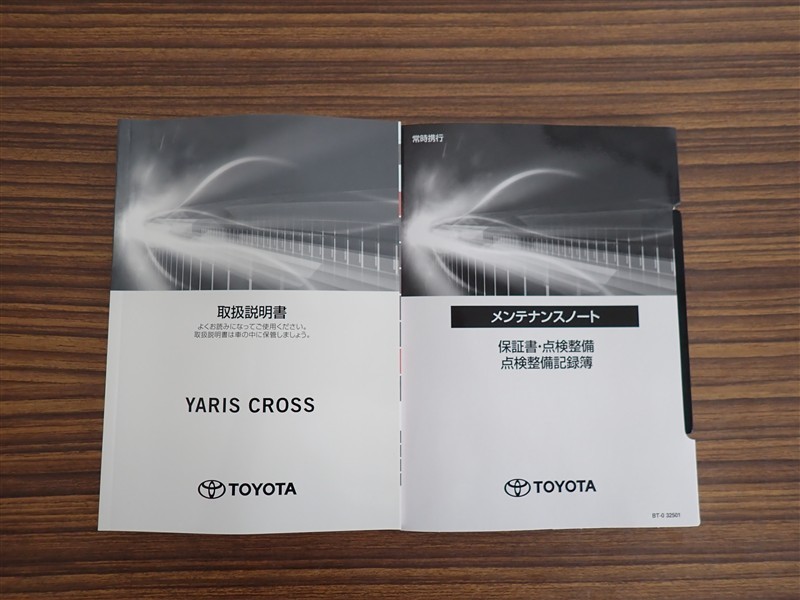 取扱説明書
よくお読みになってご使用ください。
取扱説明書は車の中に保管しましょう。
YARIS CROSS
TOYOTA
常時携行
メンテナンスノート
保証書・点検整備
点検整備記録簿
TOYOTA
BT-0 32501